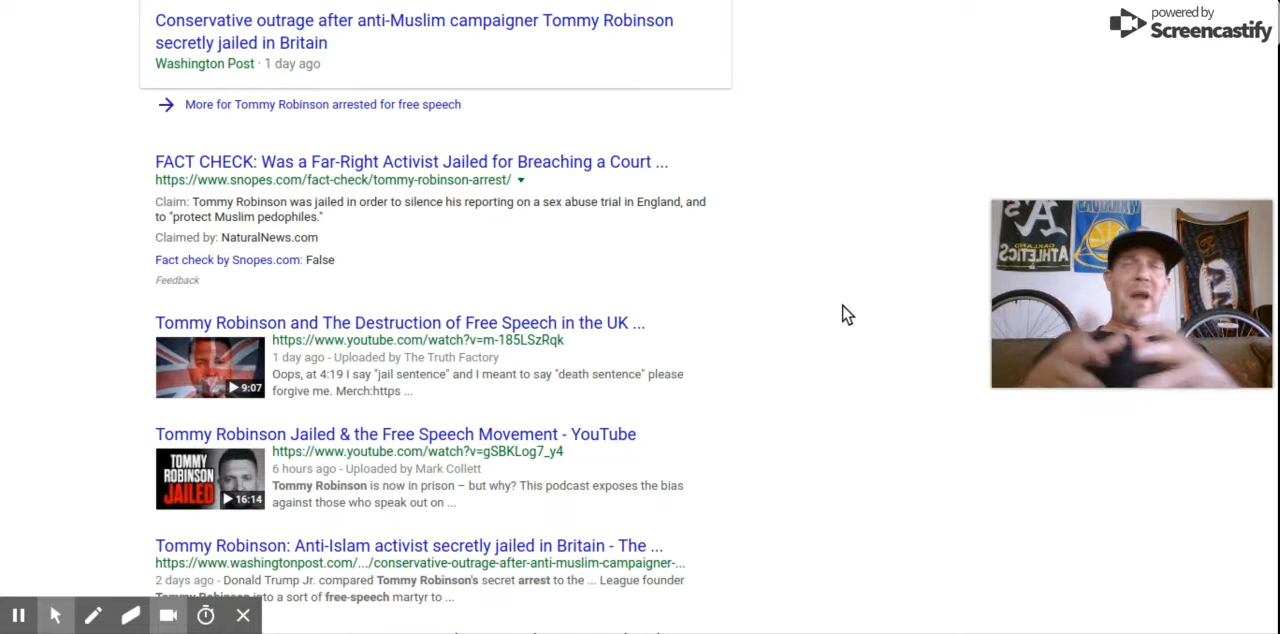 Conservative outrage after anti-Muslim campaigner Tommy Robinson
secretly jailed in Britain
Washington Post · 1 day ago
More for Tommy Robinson arrested for free speech
FACT CHECK: Was a Far-Right Activist Jailed for Breaching a Court ...
https://www.snopes.com/fact-check/tommy-robinson-arrest/
Claim: Tommy Robinson was jailed in order to silence his reporting on a sex abuse trial in England, and
to "protect Muslim pedophiles."
Claimed by: NaturalNews.com
Fact check by Snopes.com: False
Feedback
Tommy Robinson and The Destruction of Free Speech in the UK ...
https://www.youtube.com/watch?v=m-185LSzRqk
1 day ago - Uploaded by The Truth Factory
Oops, at 4:19 I say "jail sentence" and I meant to say "death sentence" please
forgive me. Merch:https ...
9:07
Tommy Robinson Jailed & the Free Speech Movement - YouTube
https://www.youtube.com/watch?v=gSBKLog7_y4
6 hours ago - Uploaded by Mark Collett
Tommy Robinson is now in prison – but why? This podcast exposes the bias
against those who speak out on ...
TOMMY
ROBINSON
JAILED
16:14
Tommy Robinson: Anti-Islam activist secretly jailed in Britain - The ...
https://www.washingtonpost.com/.../conservative-outrage-after-anti-muslim-campaigner-...
2 days ago - Donald Trump Jr. compared Tommy Robinson's secret arrest to the ... League founder
Tommy Robinson into a sort of free-speech martyr to ...
powered by
Screencastify
A's
OAKLAND
ATHLETICS
WARRIORS